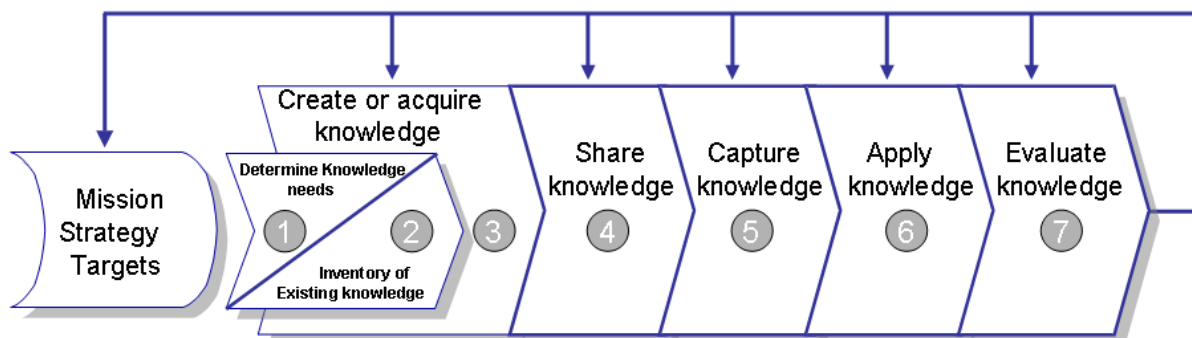 Mission
Strategy
Targets
Create or acquire
knowledge
Determine Knowledge
needs
1
2
Inventory of
Existing knowledge
3
Share
knowledge
4
Capture
knowledge
5
Apply
knowledge
6
Evaluate
knowledge
7